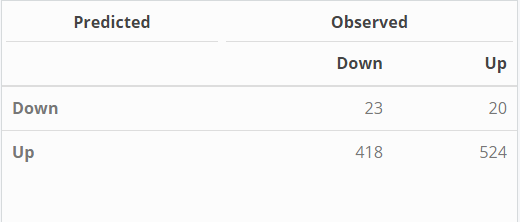 Predicted Observed
Down Up
Down 23 20
Up 418 524